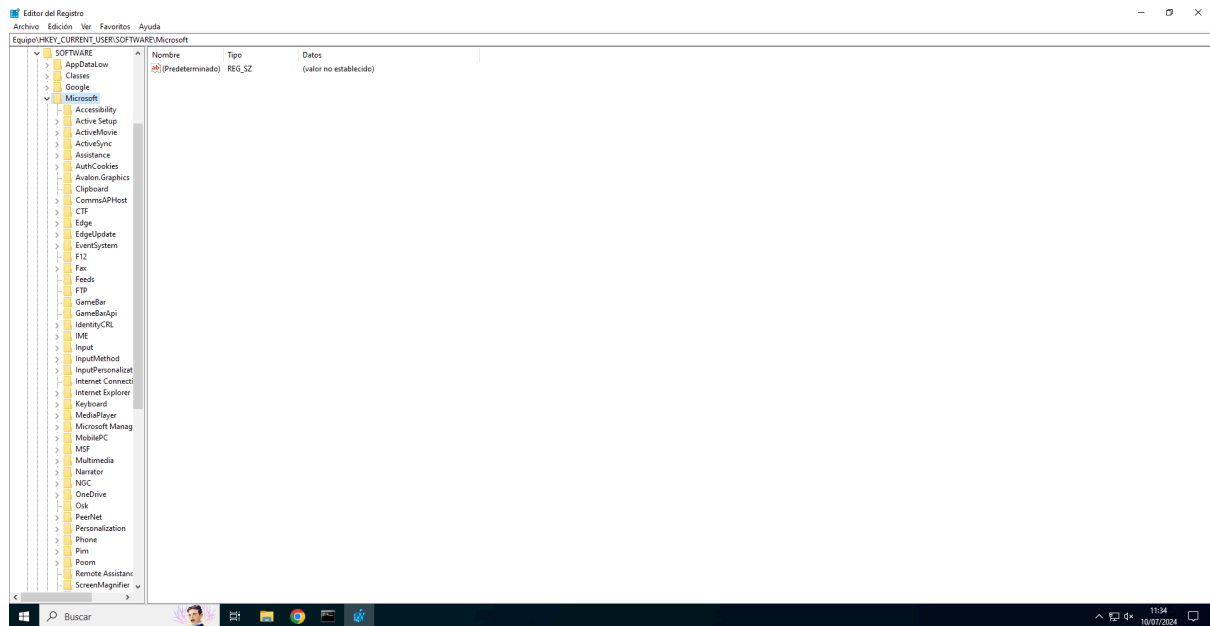 Editor del Registro
Archivo Edición Ver Favoritos Ayuda
Equipo\HKEY_CURRENT_USER\SOFTWARE\Microsoft
Nombre Tipo Datos
(Predeterminado) REG_SZ (valor no establecido)
SOFTWARE
AppDataLow
Classes
Google
Microsoft
Accessibility
Active Setup
ActiveMovie
ActiveSync
Assistance
AuthCookies
Avalon.Graphics
Clipboard
CommsAPHost
CTF
Edge
EdgeUpdate
EventSystem
F12
Fax
Feeds
FTP
GameBar
GameBarApi
IdentityCRL
IME
Input
InputMethod
InputPersonalizat
Internet Connecti
Internet Explorer
Keyboard
MediaPlayer
Microsoft Manag
MobilePC
MSF
Multimedia
Narrator
NGC
OneDrive
Osk
PeerNet
Personalization
Phone
Pim
Poom
Remote Assistanc
ScreenMagnifier
Buscar
11:34
10/07/2024